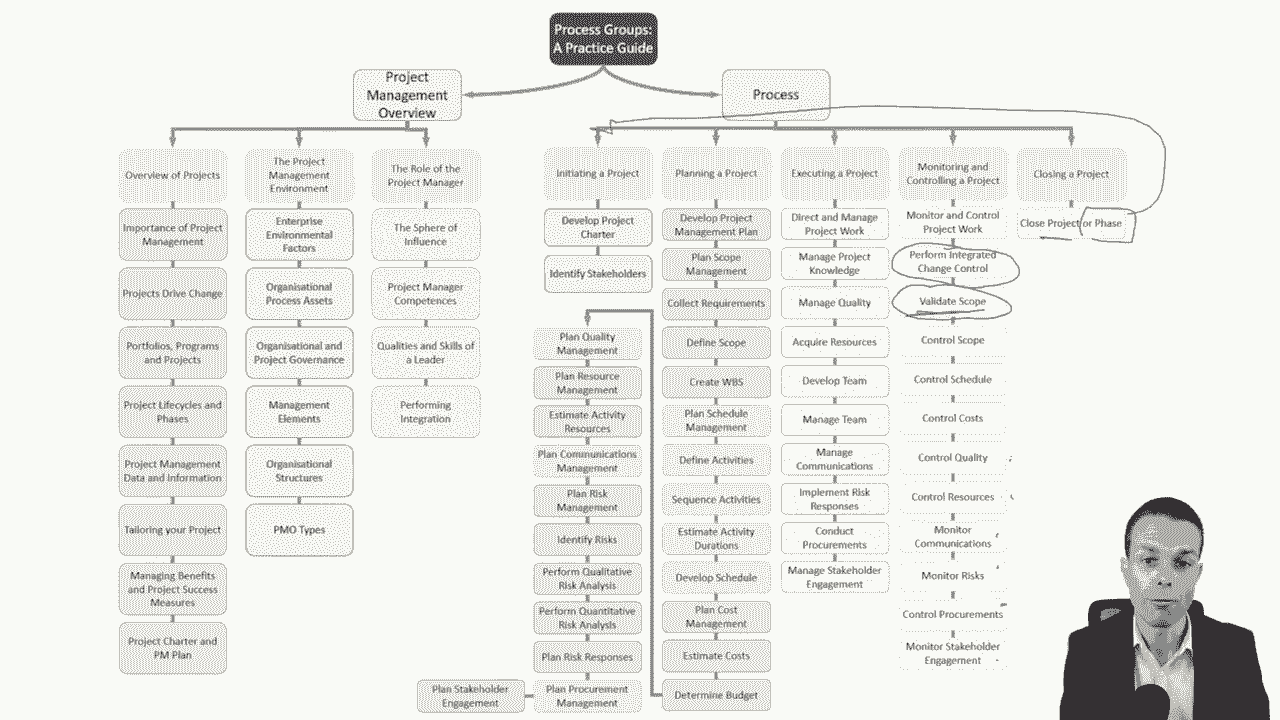 Process Groups:
A Practice Guide
Project
Management
Overview
Process
Overview of Projects
Importance of Project
Management
Projects Drive Change
Portfolios, Programs
and Projects
Project Lifecycles and
Phases
Project Management
Data and Information
Tailoring your Project
Managing Benefits
and Project Success
Measures
Project Charter and
PM Plan
The Project
Management
Environment
Enterprise
Environmental
Factors
Organisational
Process Assets
Organisational and
Project Governance
Management
Elements
Organisational
Structures
PMO Types
The Role of the
Project Manager
The Sphere of
Influence
Project Manager
Competences
Qualities and Skills of
a Leader
Performing
Integration
Initiating a Project
Develop Project
Charter
Identify Stakeholders
Planning a Project
Develop Project
Management Plan
Plan Scope
Management
Collect Requirements
Define Scope
Create WBS
Plan Schedule
Management
Define Activities
Sequence Activities
Estimate Activity
Durations
Develop Schedule
Plan Cost
Management
Estimate Costs
Determine Budget
Plan Quality
Management
Plan Resource
Management
Estimate Activity
Resources
Plan Communications
Management
Plan Risk
Management
Identify Risks
Perform Qualitative
Risk Analysis
Perform Quantitative
Risk Analysis
Plan Risk Responses
Plan Procurement
Management
Plan Stakeholder
Engagement
Executing a Project
Direct and Manage
Project Work
Manage Project
Knowledge
Manage Quality
Acquire Resources
Develop Team
Manage Team
Manage
Communications
Implement Risk
Responses
Conduct
Procurements
Manage Stakeholder
Engagement
Monitoring and
Controlling a Project
Monitor and Control
Project Work
Perform Integrated
Change Control
Validate Scope
Control Scope
Control Schedule
Control Costs
Control Quality
Control Resources
Monitor
Communications
Monitor Risks
Control Procurements
Monitor Stakeholder
Engagement
Closing a Project
Close Project or Phase